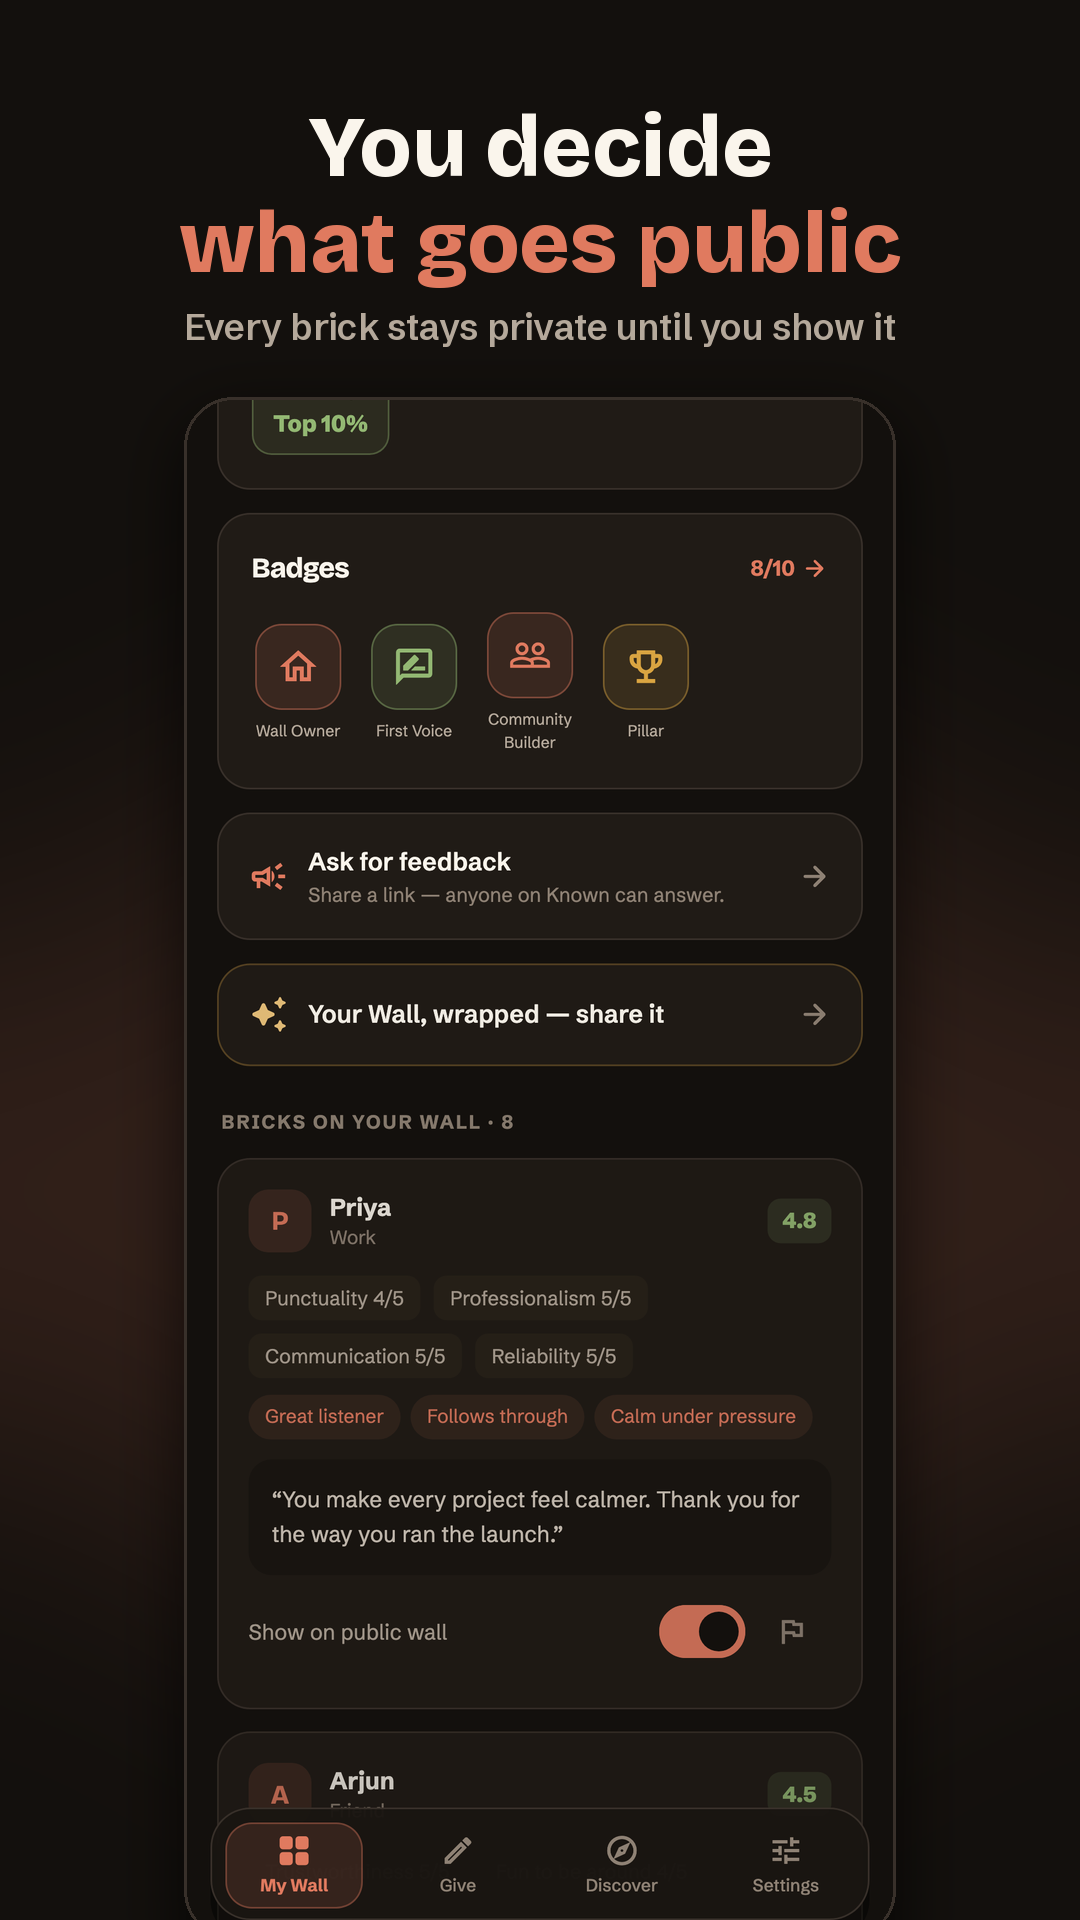 You decide
what goes public
Every brick stays private until you show it
Top 10%
Badges
8/10
Wall Owner
First Voice
Community
Builder
Pillar
Ask for feedback
Share a link — anyone on Known can answer.
Your Wall, wrapped — share it
BRICKS ON YOUR WALL · 8
P
Priya
Work
4.8
Punctuality 4/5
Professionalism 5/5
Communication 5/5
Reliability 5/5
Great listener
Follows through
Calm under pressure
“You make every project feel calmer. Thank you for
the way you ran the launch.”
Show on public wall
A
Arjun
Friend
4.5
My Wall
Give
Discover
Settings